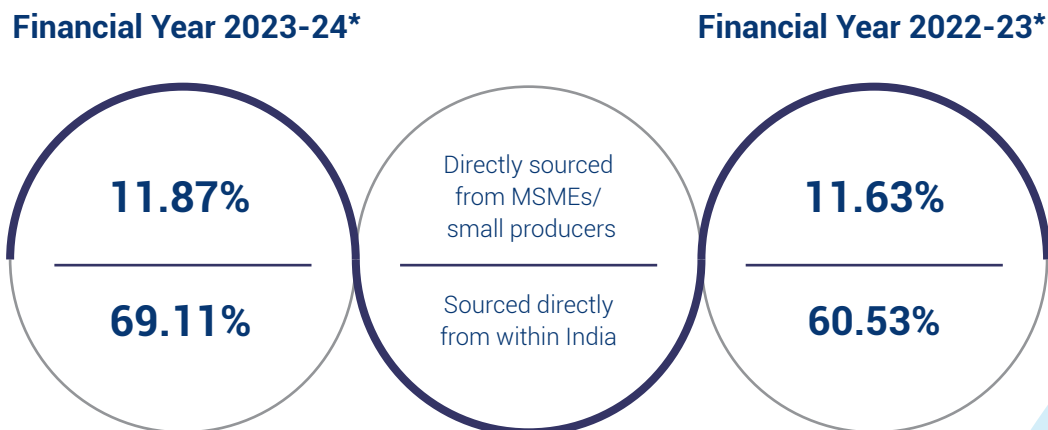 Financial Year 2023-24*
Financial Year 2022-23*
11.87%
Directly sourced
from MSMEs/
small producers
11.63%
69.11%
Sourced directly
from within India
60.53%